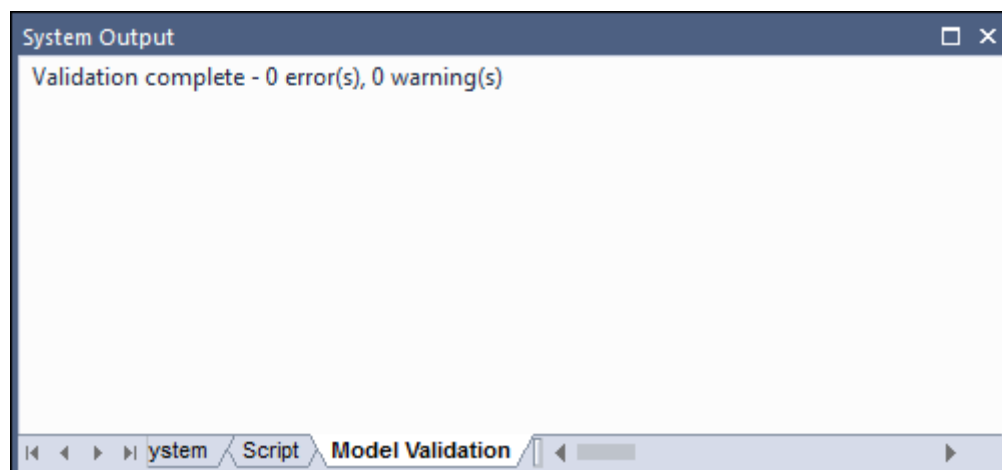 System Output
Validation complete - 0 error(s), 0 warning(s)
ystem Script Model Validation